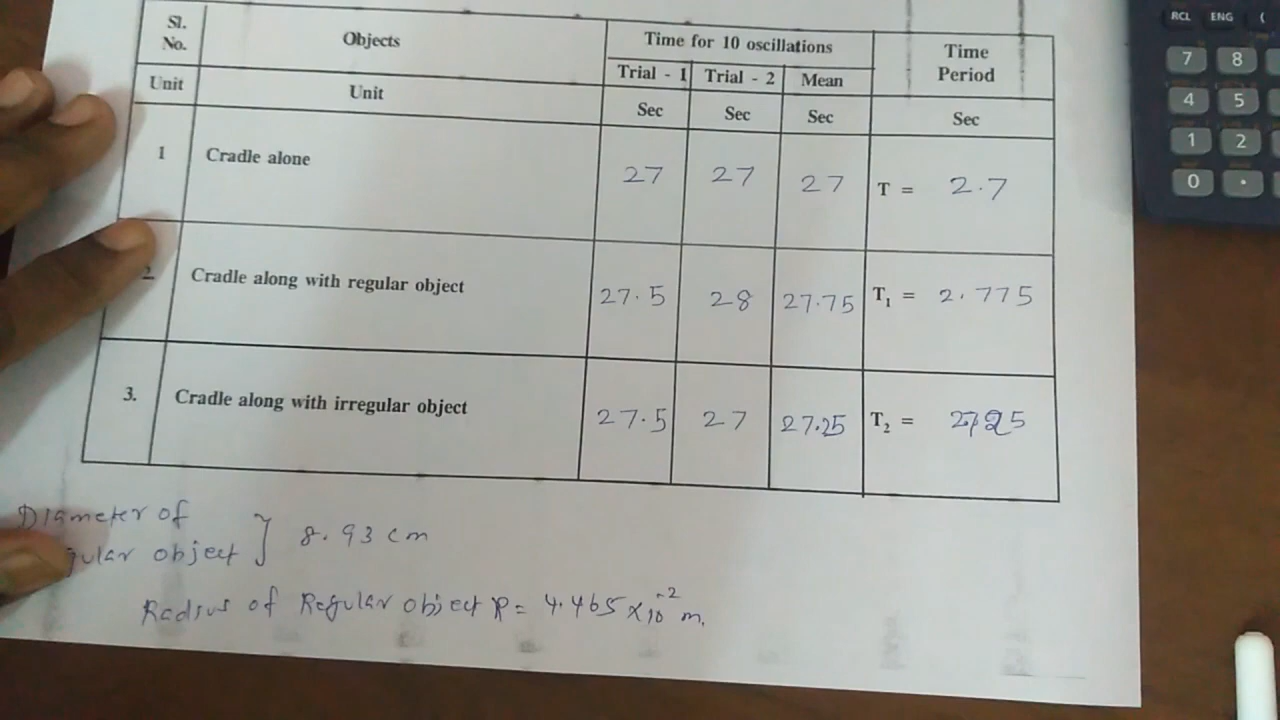 RCL ENG (
7 8
4 5
1 2
0 .
Sl. No. Objects Time for 10 oscillations Time Period
Trial - 1 Trial - 2 Mean
Unit Unit Sec Sec Sec Sec
1 Cradle alone 27 27 27 T = 2.7
2. Cradle along with regular object 27.5 28 27.75 T₁ = 2.775
3. Cradle along with irregular object 27.5 27 27.25 T₂ =
Diameter of
object } 8.93 cm
Radius of Regular object R = 4.465 × 10⁻² m.